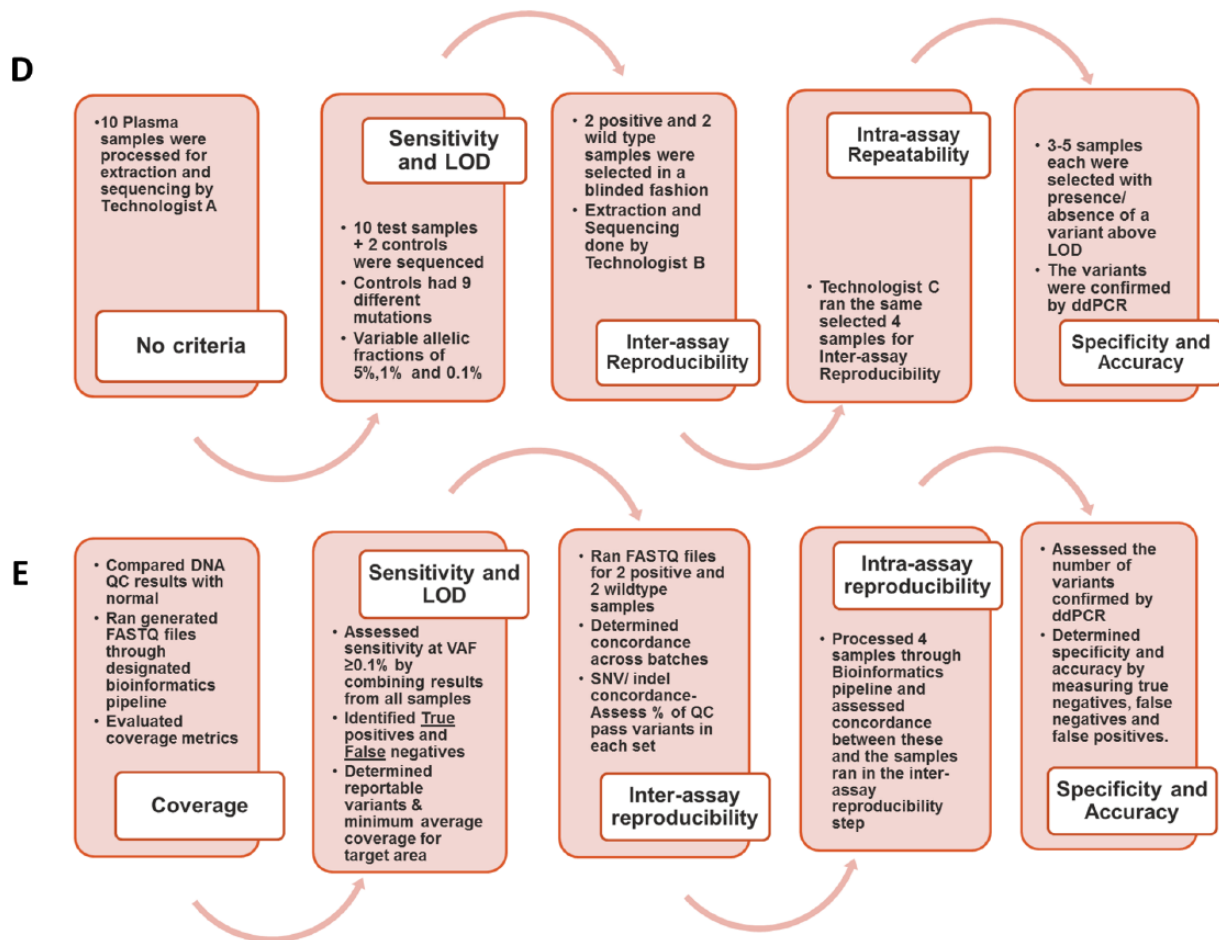 D
•10 Plasma
samples were
processed for
extraction and
sequencing by
Technologist A
No criteria
Sensitivity
and LOD
• 10 test samples
+ 2 controls
were sequenced
• Controls had 9
different
mutations
• Variable allelic
fractions of
5%,1% and 0.1%
• 2 positive and 2
wild type
samples were
selected in a
blinded fashion
• Extraction and
Sequencing
done by
Technologist B
Inter-assay
Reproducibility
Intra-assay
Repeatability
• Technologist C
ran the same
selected 4
samples for
Inter-assay
Reproducibility
• 3-5 samples
each were
selected with
presence/
absence of a
variant above
LOD
• The variants
were confirmed
by ddPCR
Specificity and
Accuracy
E
• Compared DNA
QC results with
normal
• Ran generated
FASTQ files
through
designated
bioinformatics
pipeline
• Evaluated
coverage metrics
Coverage
Sensitivity and
LOD
• Assessed
sensitivity at VAF
≥0.1% by
combining results
from all samples
• Identified True
positives and
False negatives
• Determined
reportable
variants &
minimum average
coverage for
target area
• Ran FASTQ files
for 2 positive and
2 wildtype
samples
• Determined
concordance
across batches
• SNV/ indel
concordance-
Assess % of QC
pass variants in
each set
Inter-assay
reproducibility
Intra-assay
reproducibility
• Processed 4
samples through
Bioinformatics
pipeline and
assessed
concordance
between these
and the samples
ran in the inter-
assay
reproducibility
step
• Assessed the
number of
variants
confirmed by
ddPCR
• Determined
specificity and
accuracy by
measuring true
negatives, false
negatives and
false positives.
Specificity and
Accuracy